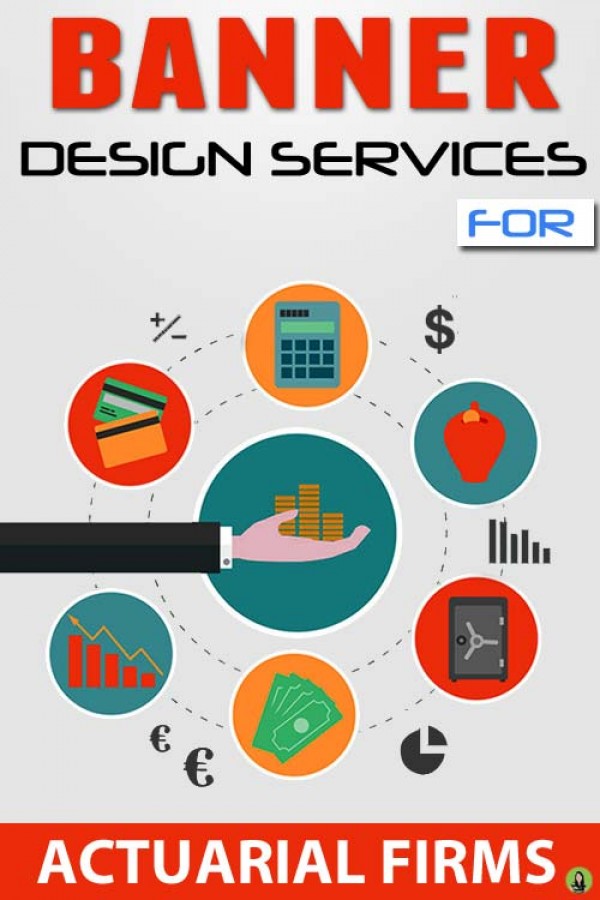 BANNER
DESIGN SERVICES
FOR
+/-
$
€
€
ACTUARIAL FIRMS